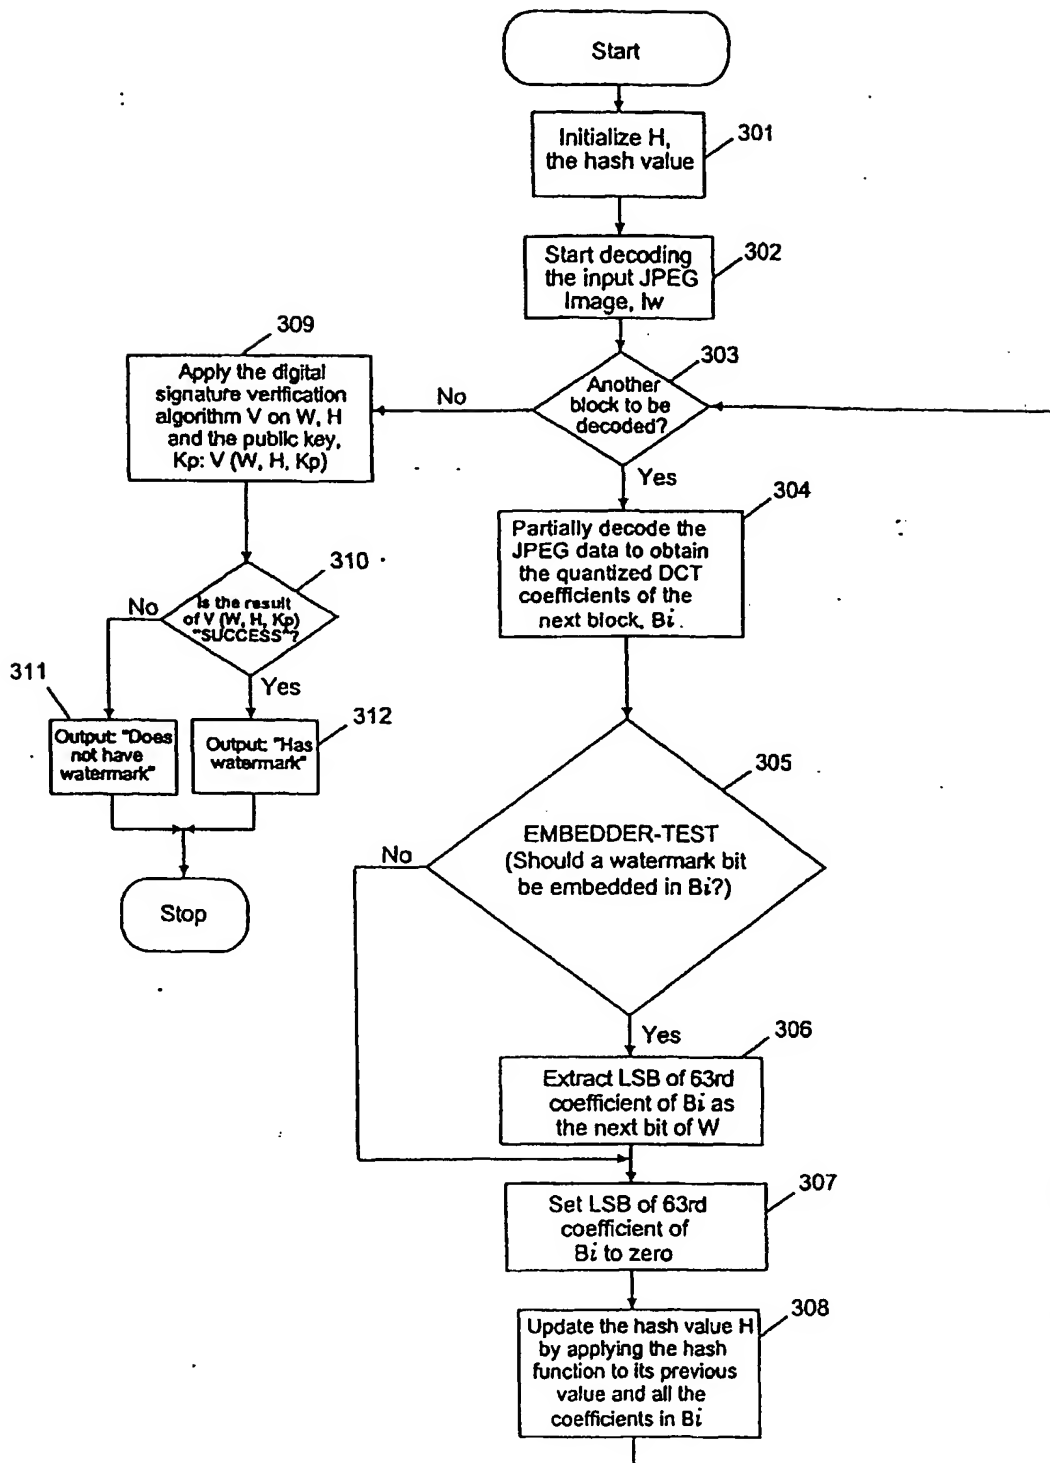 Start
Initialize H,
the hash value
301
Start decoding
the input JPEG
Image, Iw
302
303
Another
block to be
decoded?
No
Yes
309
Apply the digital
signature verification
algorithm V on W, H
and the public key,
Kp: V (W, H, Kp)
304
Partially decode the
JPEG data to obtain
the quantized DCT
coefficients of the
next block, Bi.
310
Is the result
of V (W, H, Kp)
"SUCCESS"?
No
Yes
311
Output: "Does
not have
watermark"
312
Output: "Has
watermark"
Stop
305
EMBEDDER-TEST
(Should a watermark bit
be embedded in Bi?)
No
Yes
306
Extract LSB of 63rd
coefficient of Bi as
the next bit of W
307
Set LSB of 63rd
coefficient of
Bi to zero
308
Update the hash value H
by applying the hash
function to its previous
value and all the
coefficients in Bi